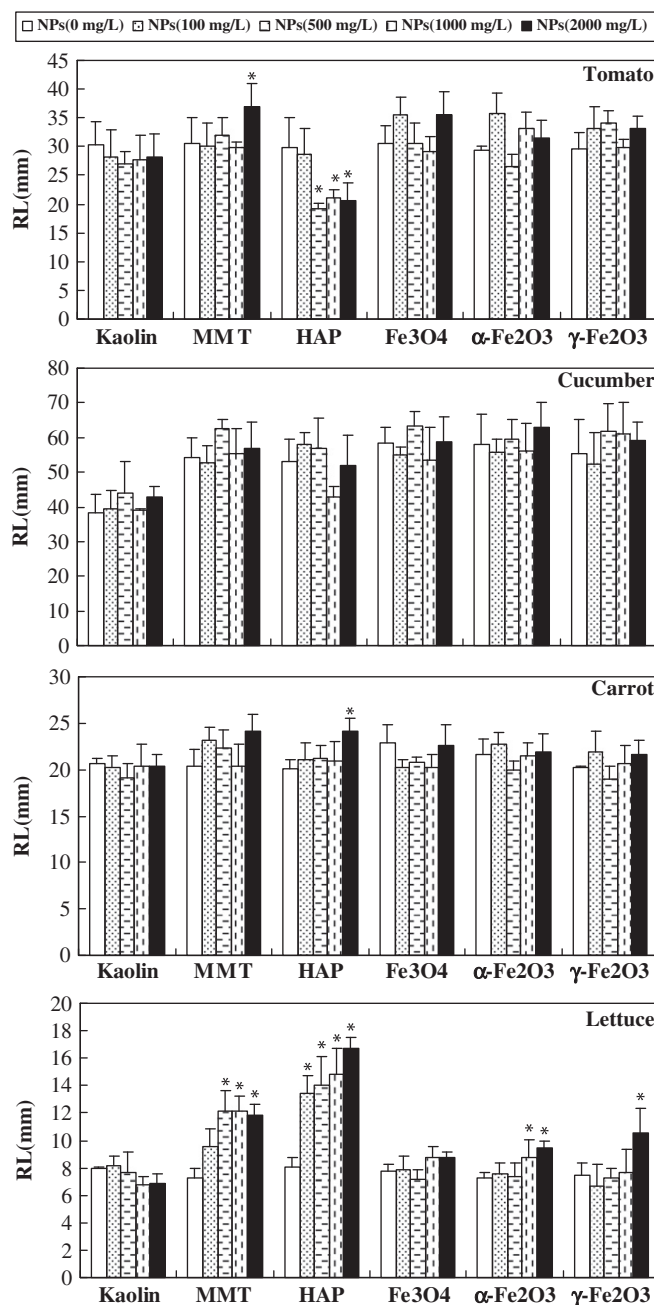 NPs(0 mg/L) NPs(100 mg/L) NPs(500 mg/L) NPs(1000 mg/L) NPs(2000 mg/L)
Tomato
RL(mm)
40
35
30
25
20
15
10
5
0
* * * *
Kaolin MMT HAP Fe3O4 α-Fe2O3 γ-Fe2O3
Cucumber
RL(mm)
80
70
60
50
40
30
20
10
0
Kaolin MMT HAP Fe3O4 α-Fe2O3 γ-Fe2O3
Carrot
RL(mm)
30
25
20
15
10
5
0
*
Kaolin MMT HAP Fe3O4 α-Fe2O3 γ-Fe2O3
Lettuce
RL(mm)
20
18
16
14
12
10
8
6
4
2
0
* * * * * * * * * *
Kaolin MMT HAP Fe3O4 α-Fe2O3 γ-Fe2O3